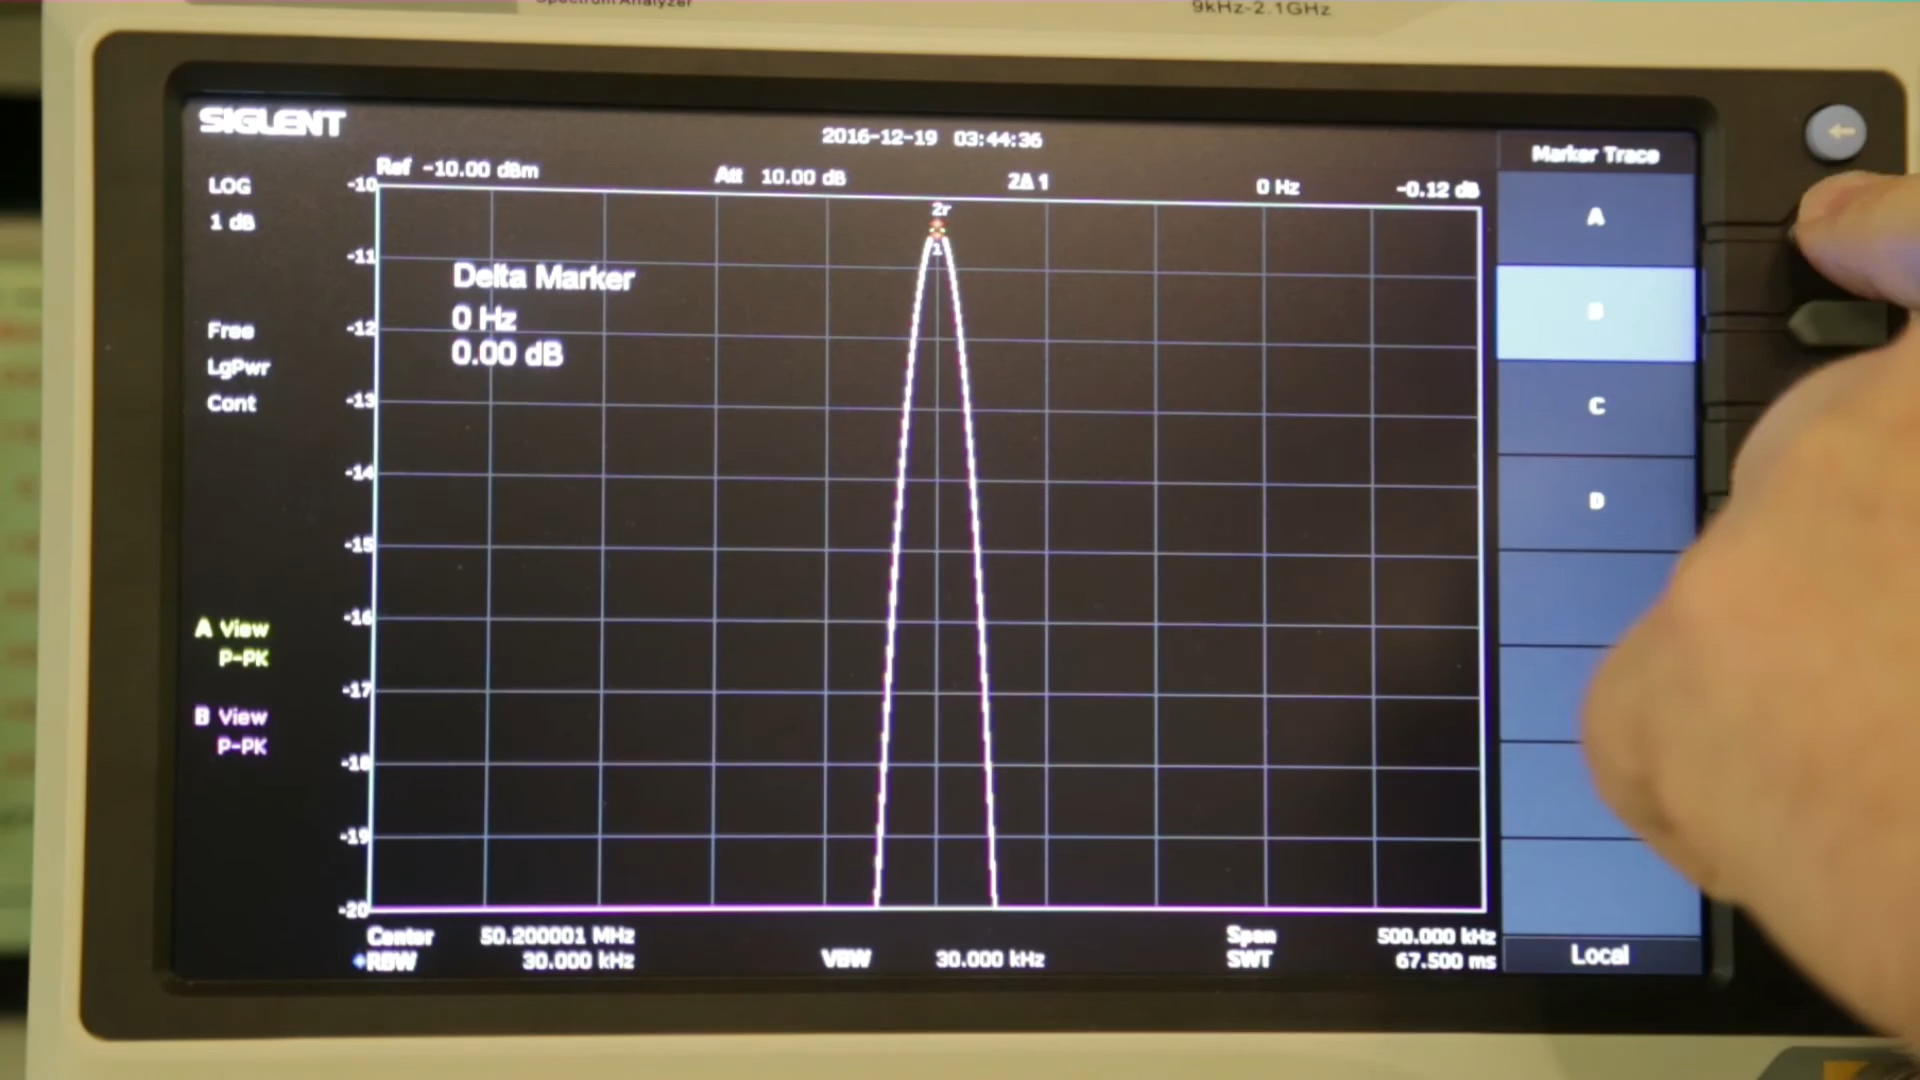 Spectrum Analyzer
9kHz-2.1GHz
SIGLENT
2016-12-19 03:44:36
Marker Trace
Ref -10.00 dBm
Att 10.00 dB
2Δ1
0 Hz
-0.12 dB
LOG
1 dB
Free
LgPwr
Cont
A View
P-PK
B View
P-PK
-10
-11
-12
-13
-14
-15
-16
-17
-18
-19
-20
2r
1
Delta Marker
0 Hz
0.00 dB
A
B
C
D
Center 50.200001 MHz
Span 500.000 kHz
RBW 30.000 kHz
VBW 30.000 kHz
SWT 67.500 ms
Local